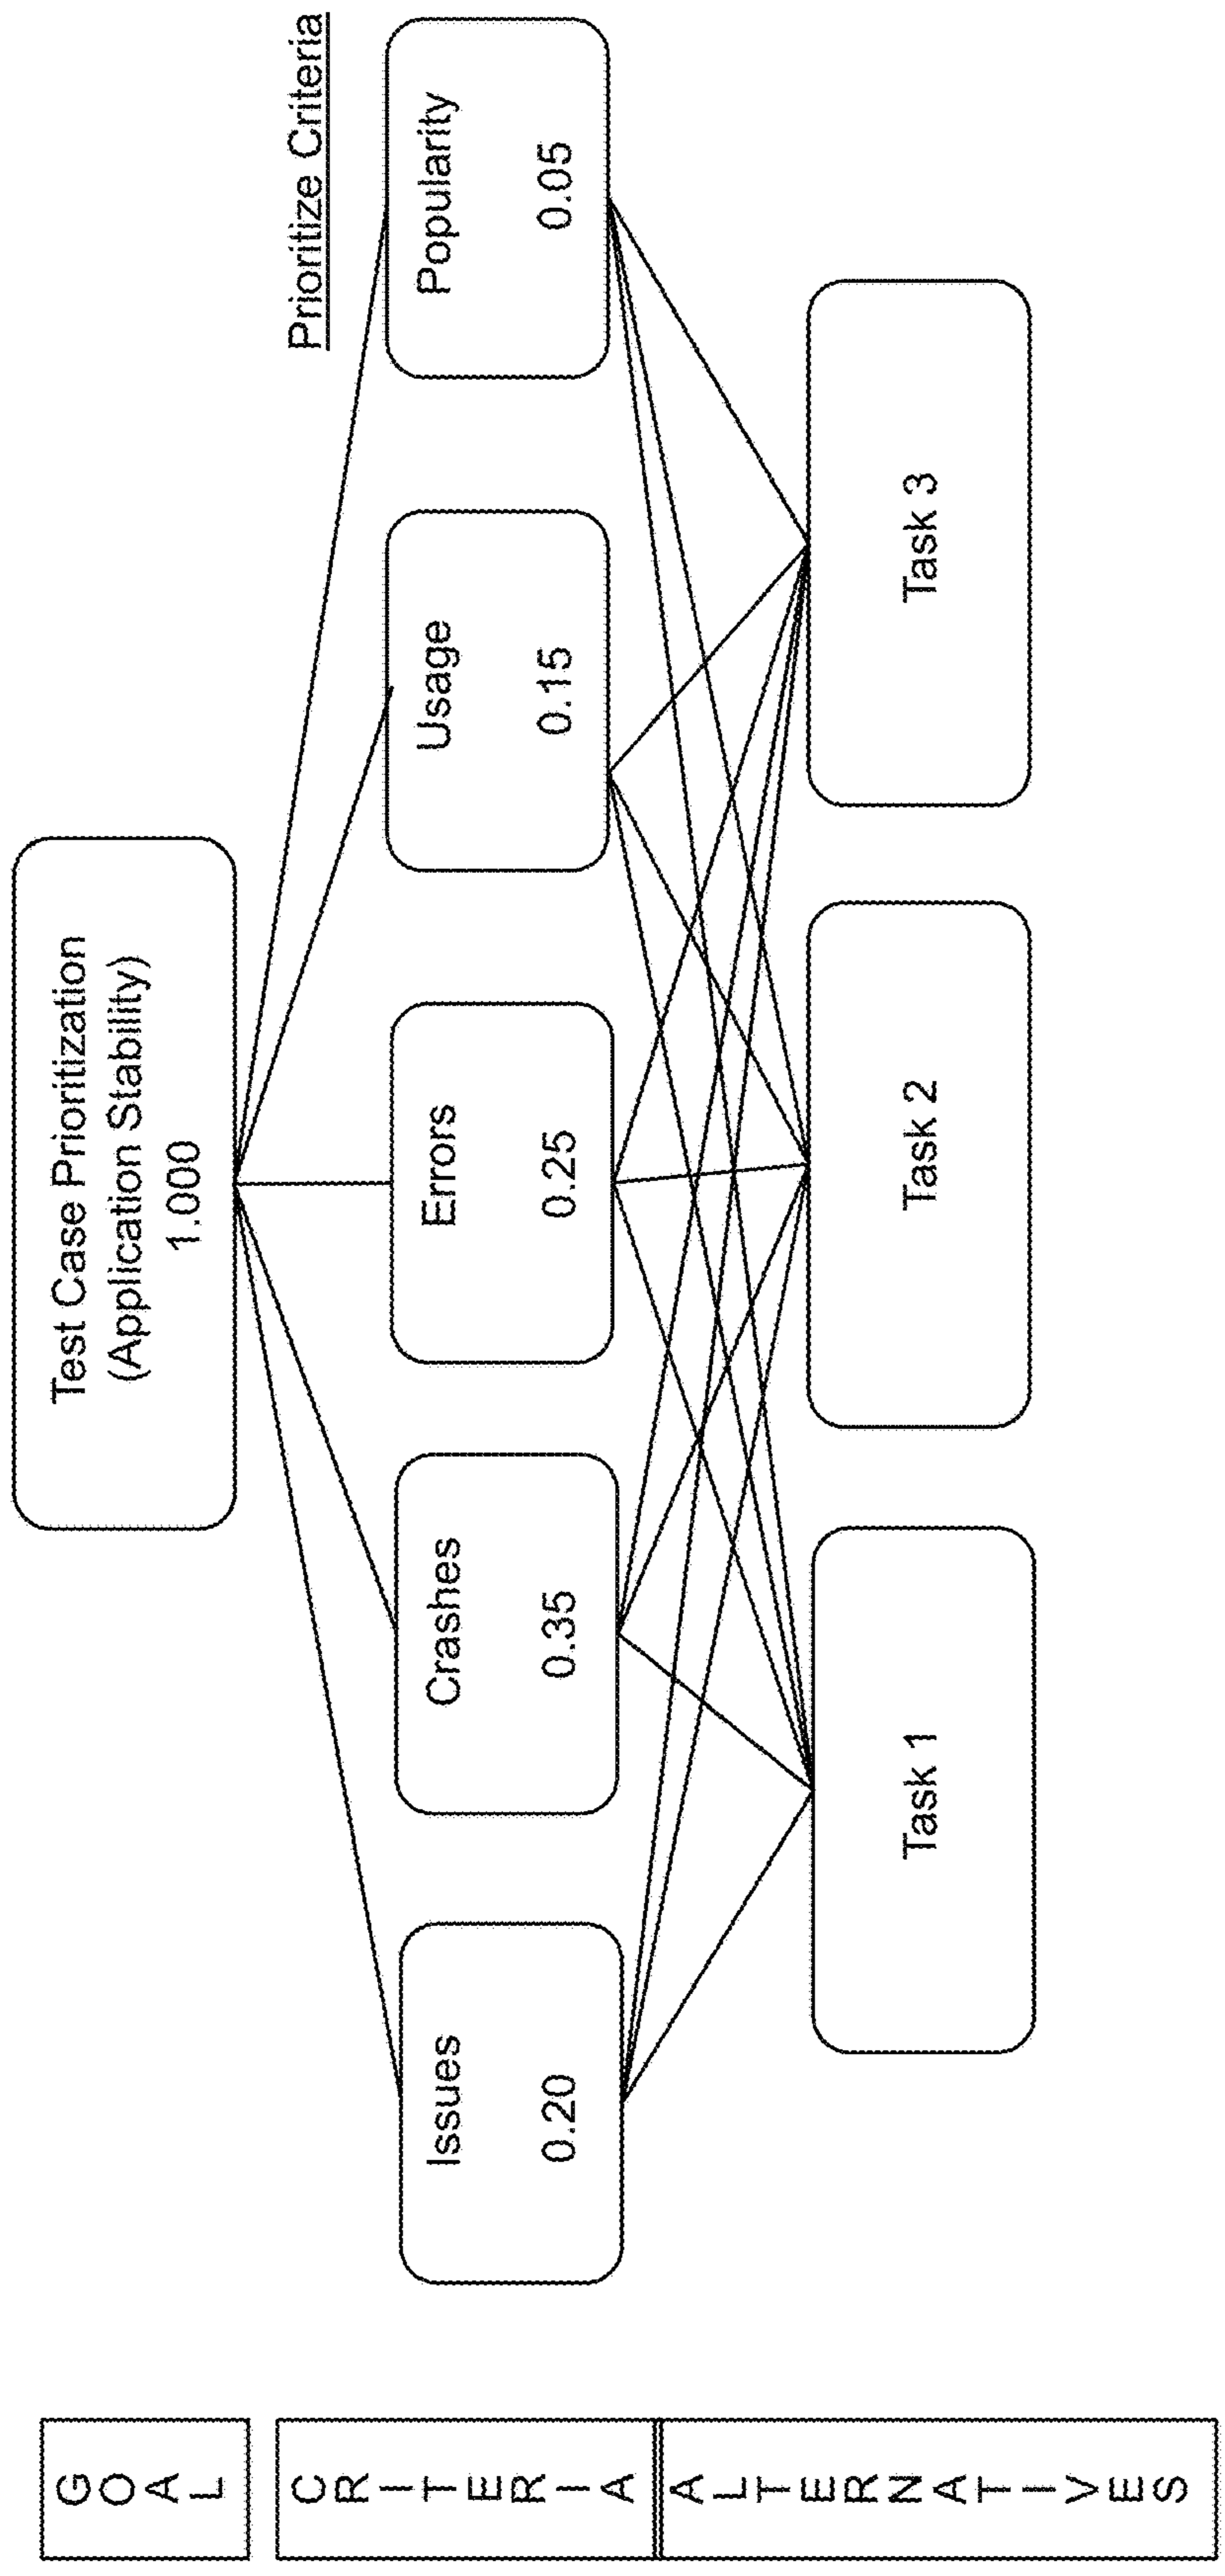 GOAL
Test Case Prioritization
(Application Stability)
1.000
Prioritize Criteria
CRITERIA
Issues
0.20
Crashes
0.35
Errors
0.25
Usage
0.15
Popularity
0.05
ALTERNATIVES
Task 1
Task 2
Task 3